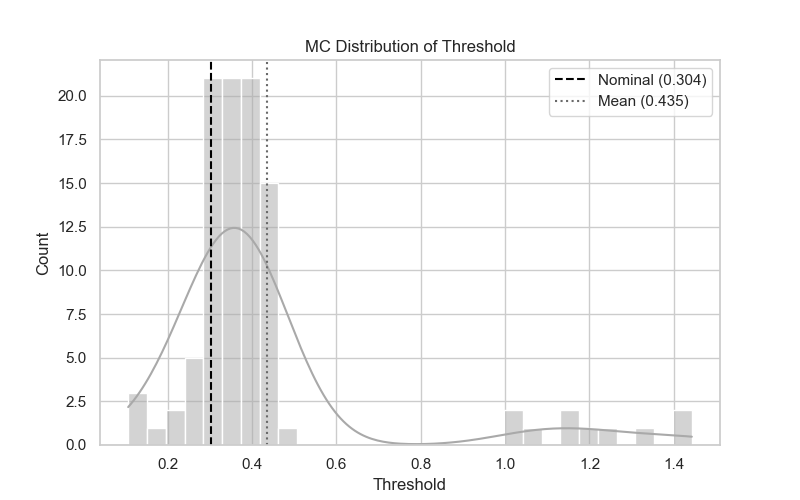 MC Distribution of Threshold
Nominal (0.304)
Mean (0.435)
Count
20.0
17.5
15.0
12.5
10.0
7.5
5.0
2.5
0.0
0.2 0.4 0.6 0.8 1.0 1.2 1.4
Threshold